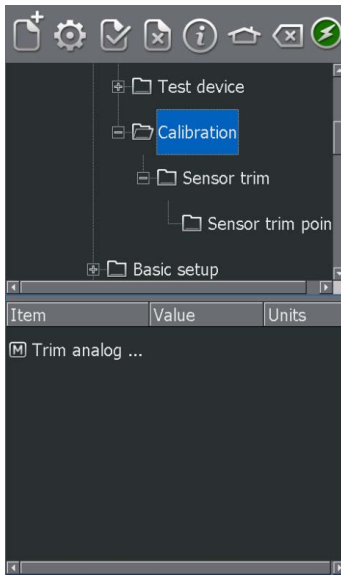 Test device
Calibration
Sensor trim
Sensor trim poin
Basic setup
Item Value Units
M Trim analog ...